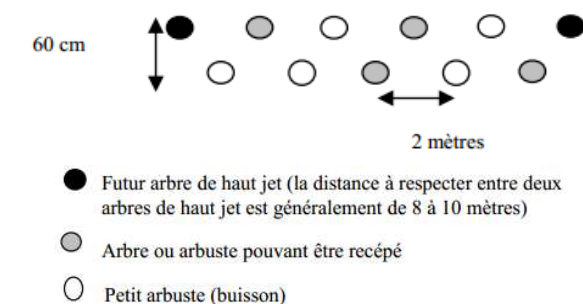 60 cm
2 mètres
Futur arbre de haut jet (la distance à respecter entre deux
arbres de haut jet est généralement de 8 à 10 mètres)
Arbre ou arbuste pouvant être recépé
Petit arbuste (buisson)